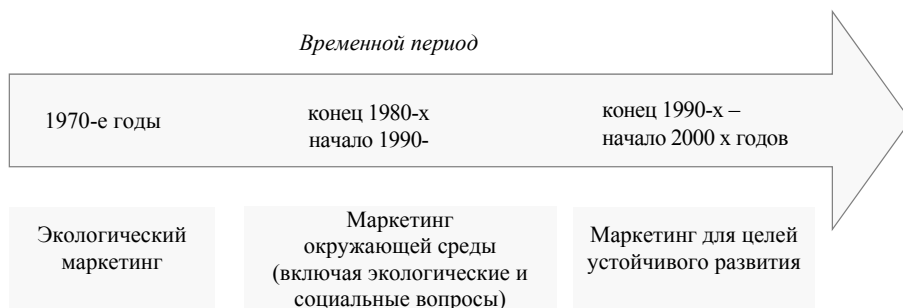 Временной период
1970-е годы
конец 1980-х
начало 1990-
конец 1990-х –
начало 2000 х годов
Экологический
маркетинг
Маркетинг
окружающей среды
(включая экологические и
социальные вопросы)
Маркетинг для целей
устойчивого развития